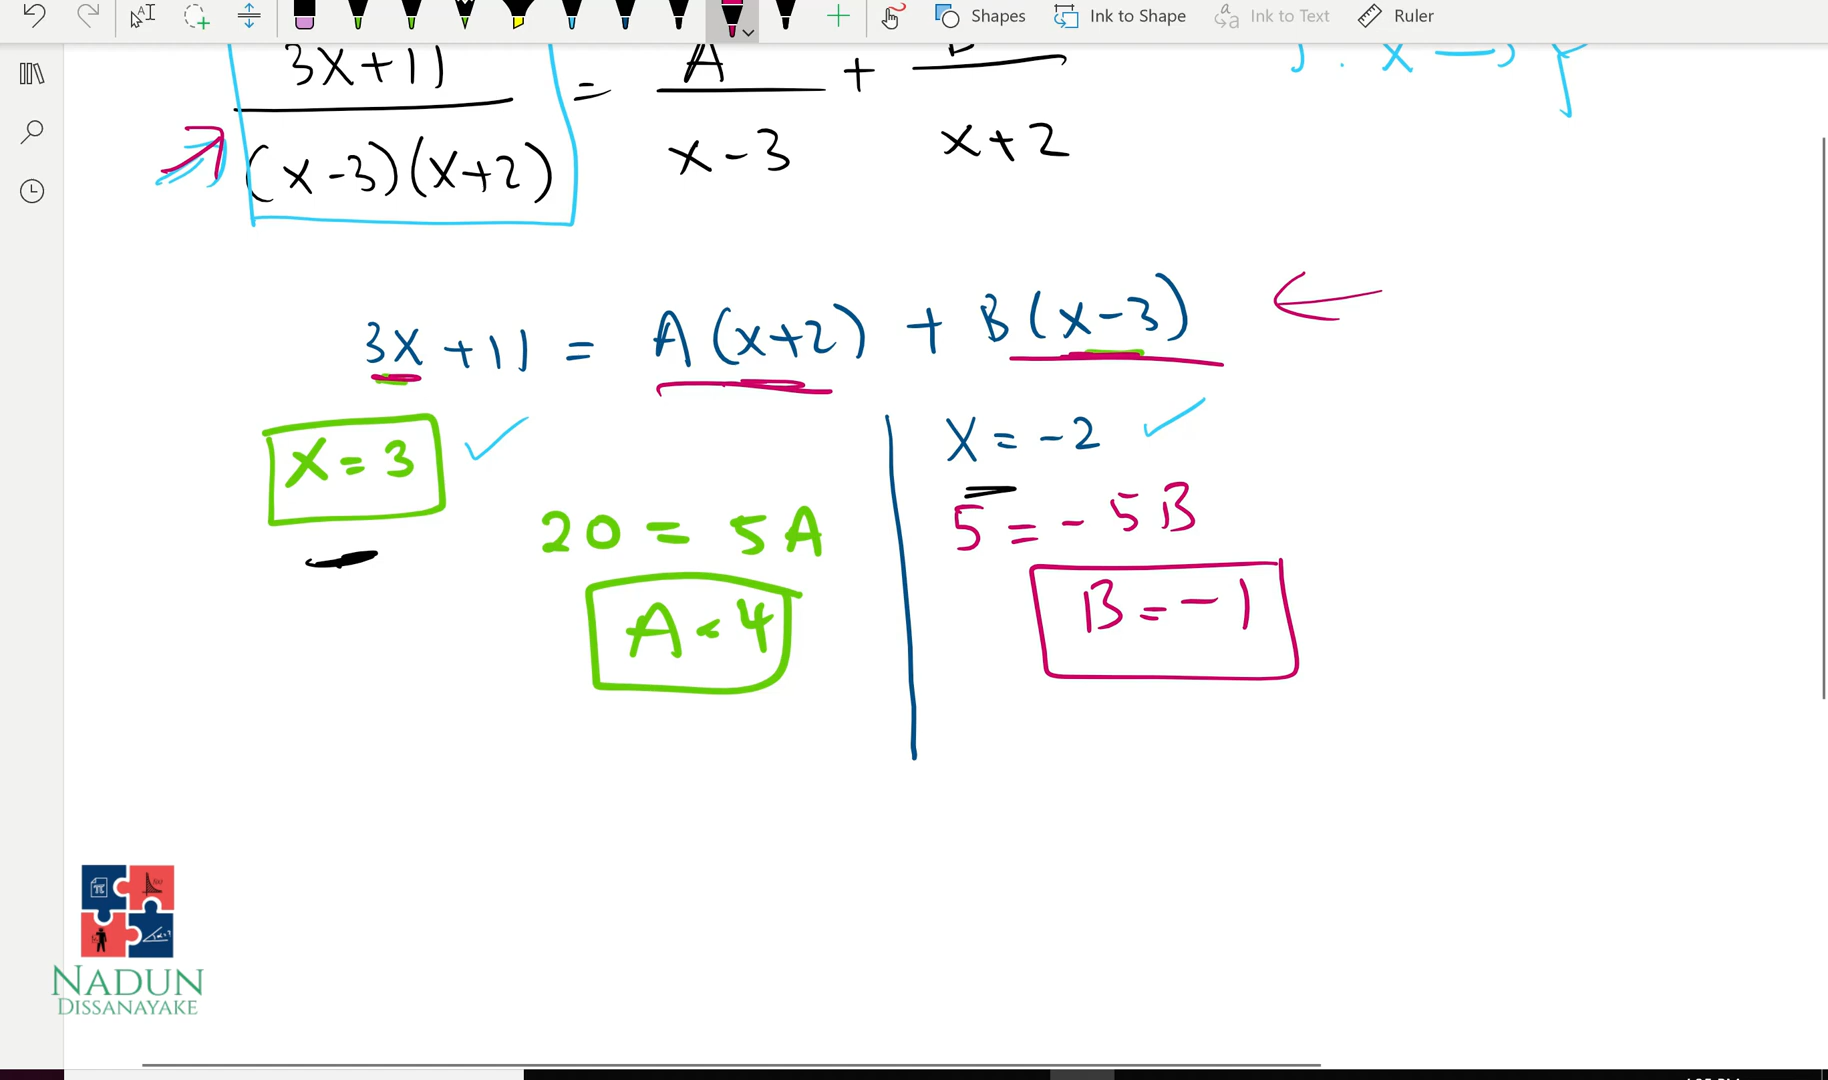 Shapes Ink to Shape Ink to Text Ruler
3x+11 / (x-3)(x+2) = A / x-3 + B / x+2
3x+11 = A(x+2) + B(x-3)
x=3
20 = 5A
A = 4
x = -2
5 = -5B
B = -1
NADUN
DISSANAYAKE